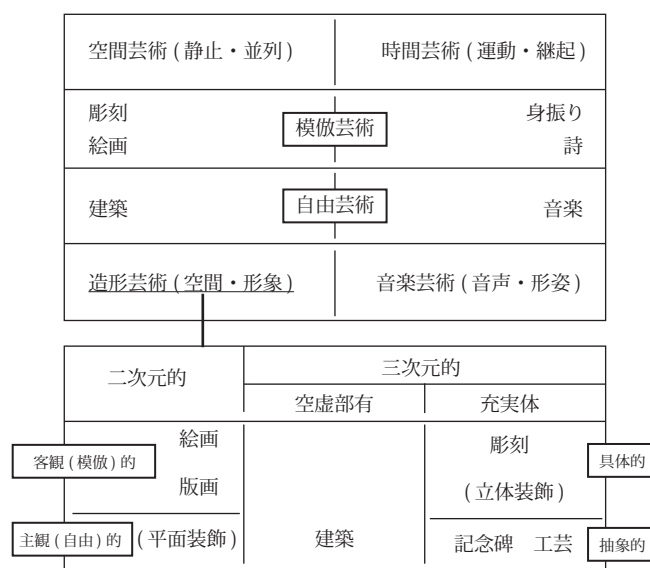 空間芸術 ( 静止・並列 ) 時間芸術 ( 運動・継起 )
彫刻 身振り
模倣芸術
絵画 詩
建築 自由芸術 音楽
造形芸術 ( 空間・形象 ) 音楽芸術 ( 音声・形姿 )
二次元的 三次元的
空虚部有 充実体
絵画 彫刻
客観 ( 模倣 ) 的 具体的
版画 ( 立体装飾 )
主観 ( 自由 ) 的 ( 平面装飾 ) 建築 記念碑 工芸 抽象的